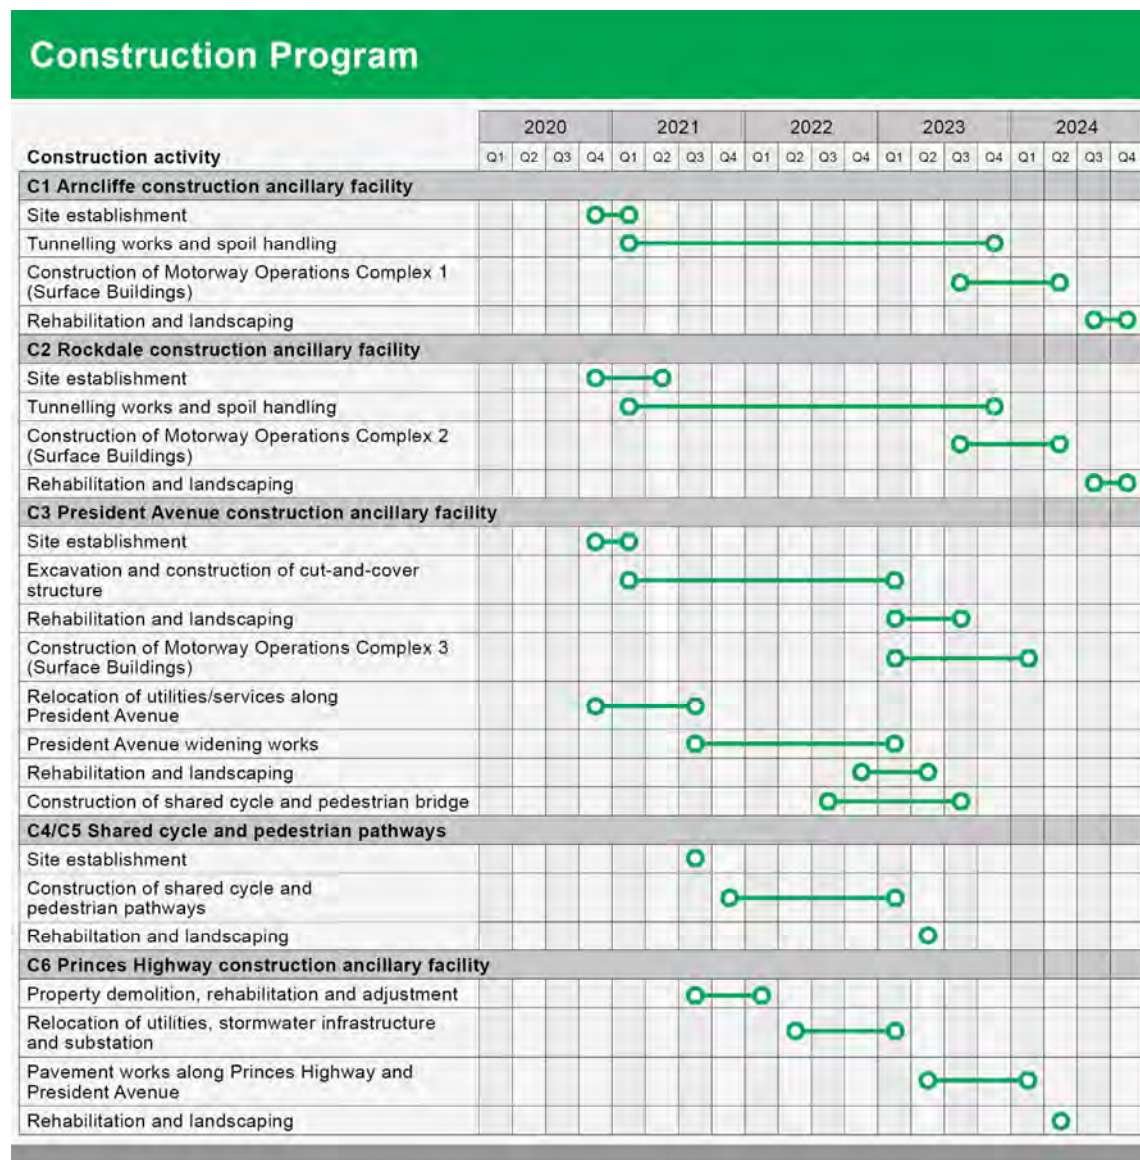 Construction Program
2020 2021 2022 2023 2024
Construction activity Q1 Q2 Q3 Q4 Q1 Q2 Q3 Q4 Q1 Q2 Q3 Q4 Q1 Q2 Q3 Q4 Q1 Q2 Q3 Q4
C1 Arncliffe construction ancillary facility
Site establishment
Tunnelling works and spoil handling
Construction of Motorway Operations Complex 1
(Surface Buildings)
Rehabilitation and landscaping
C2 Rockdale construction ancillary facility
Site establishment
Tunnelling works and spoil handling
Construction of Motorway Operations Complex 2
(Surface Buildings)
Rehabilitation and landscaping
C3 President Avenue construction ancillary facility
Site establishment
Excavation and construction of cut-and-cover
structure
Rehabilitation and landscaping
Construction of Motorway Operations Complex 3
(Surface Buildings)
Relocation of utilities/services along
President Avenue
President Avenue widening works
Rehabilitation and landscaping
Construction of shared cycle and pedestrian bridge
C4/C5 Shared cycle and pedestrian pathways
Site establishment
Construction of shared cycle and
pedestrian pathways
Rehabiltation and landscaping
C6 Princes Highway construction ancillary facility
Property demolition, rehabilitation and adjustment
Relocation of utilities, stormwater infrastructure
and substation
Pavement works along Princes Highway and
President Avenue
Rehabilitation and landscaping